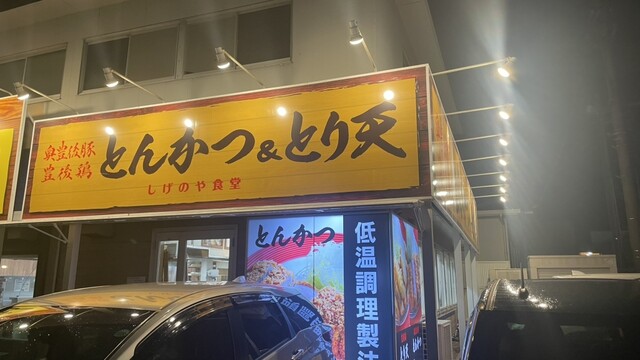 奥豊後豚
豊後鶏
とんかつ&とり天
しげのや食堂
とんかつ
低温調理製法